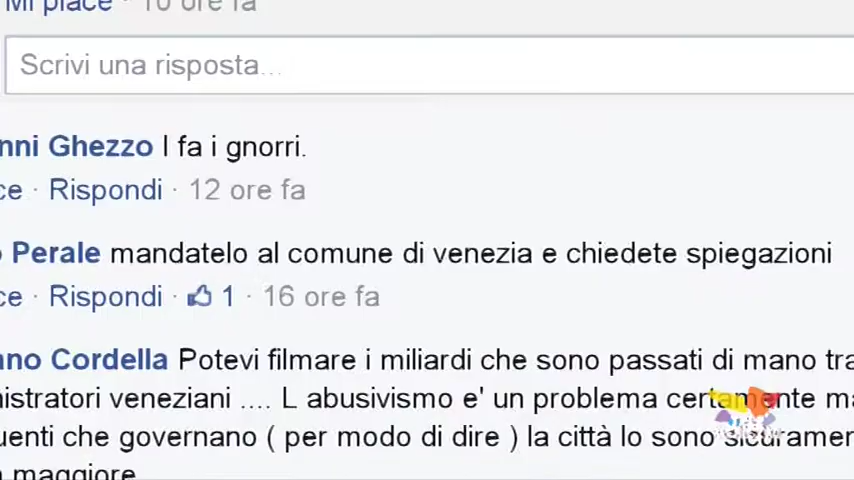 Mi place · 10 ore fa
Scrivi una risposta...
nni Ghezzo I fa i gnorri.
ce · Rispondi · 12 ore fa
o Perale mandatelo al comune di venezia e chiedete spiegazioni
ce · Rispondi · 1 · 16 ore fa
no Cordella Potevi filmare i miliardi che sono passati di mano tra
nistratori veneziani .... L abusivismo e' un problema certamente ma
uenti che governano ( per modo di dire ) la città lo sono sicuramen
maggiore